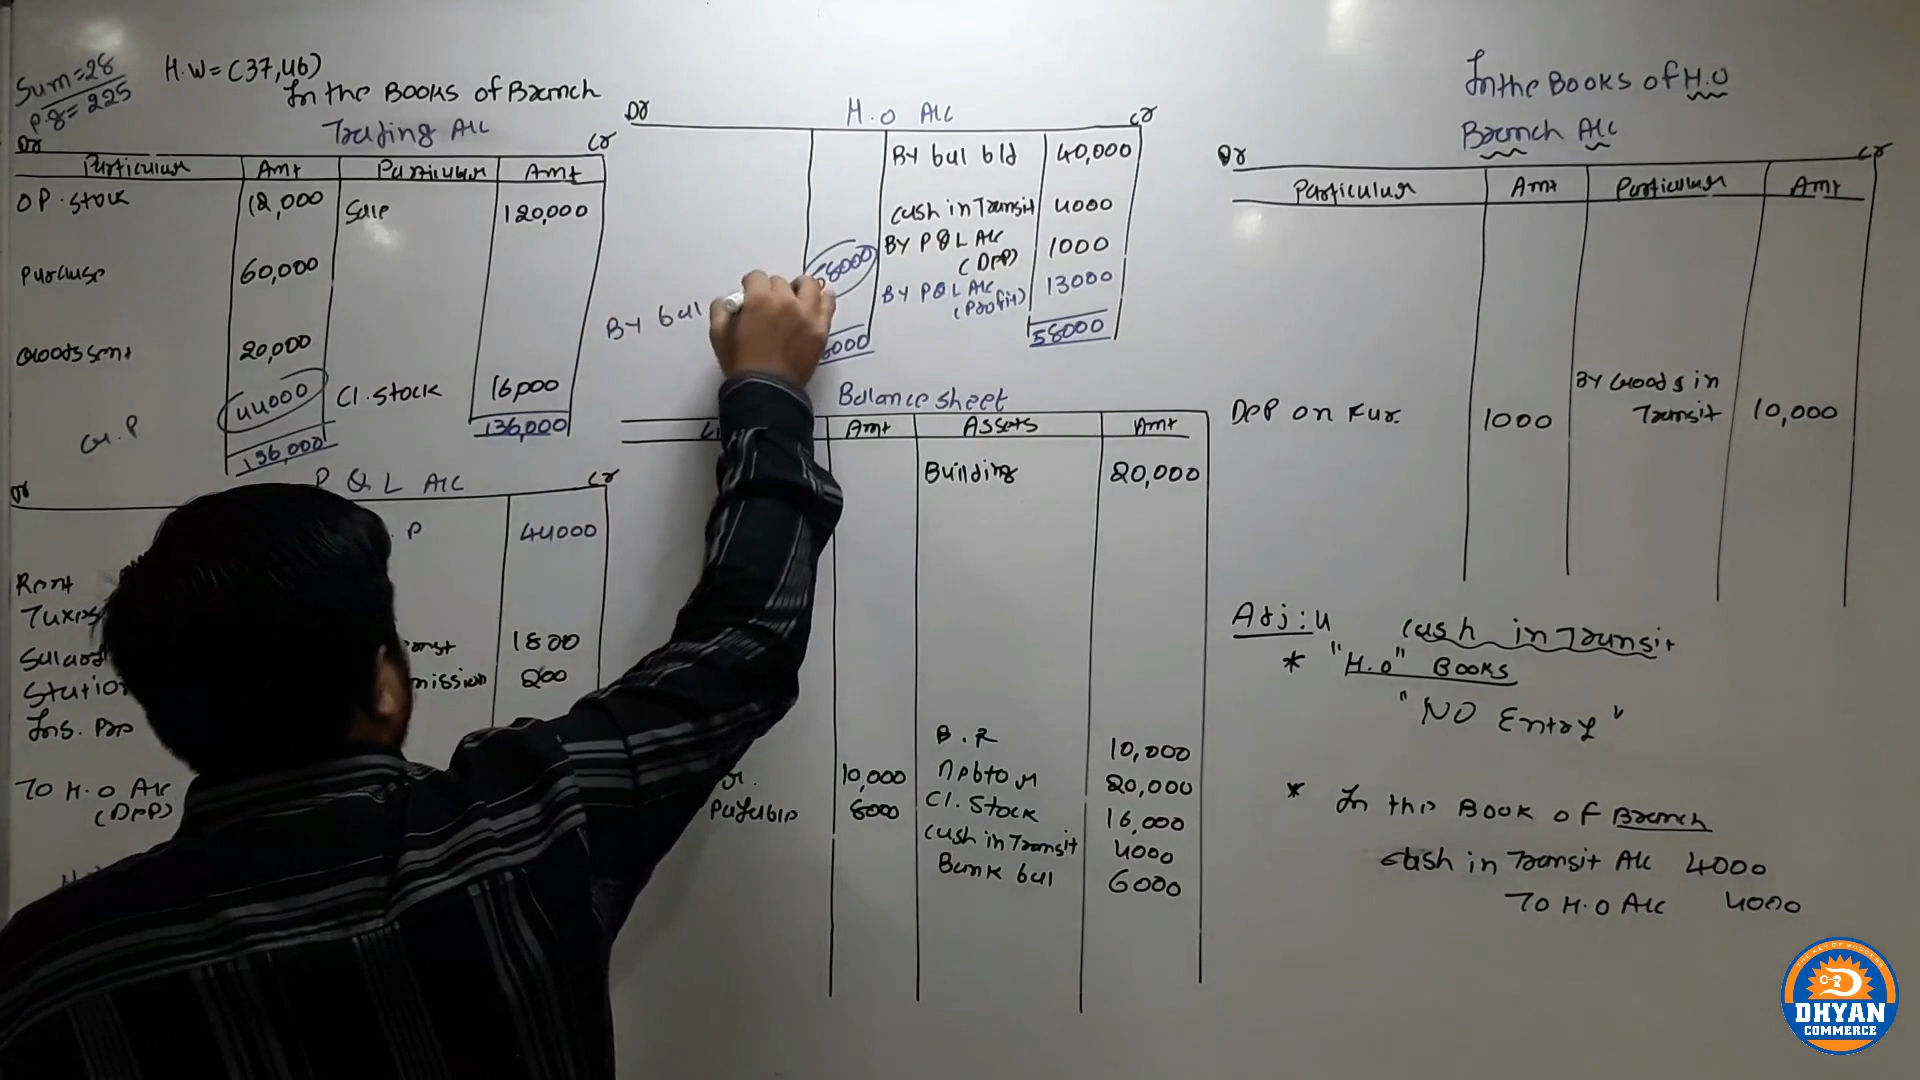 Sum=28
P.g=225
H.W=(37,46)
In the Books of Branch
Trading A/c
Dr Cr
Particular Amt Particular Amt
OP. Stock 12,000 Sale 120,000
Purchase 60,000
Goods sent 20,000
G.P 44000 Cl. Stock 16000
136,000 136,000
P & L A/c
Dr Cr
P 44000
Rent
Taxes
1800
mission 200
Ins. Pre
To H.O A/c
(Dep)
H.O A/c
Dr Cr
By bal b/d 40,000
Cash in Transit 4000
By P & L A/c 1000
(Dep)
By bal 58000 By P & L A/c 13000
(Profit)
58000
Balance sheet
Amt Assets Amt
Building 20,000
B.R 10,000
10,000 Debtor 20,000
Payable 8000 Cl. Stock 16,000
Cash in Transit 4000
Bank bal 6000
In the Books of H.O
Branch A/c
Dr Cr
Particular Amt Particular Amt
By Goods in
Dep on Fur. 1000 Transit 10,000
Adj: 4 Cash in Transit
* "H.O" Books
"NO Entry"
* In the Book of Branch
Cash in Transit A/c 4000
To H.O A/c 4000
DHYAN
COMMERCE